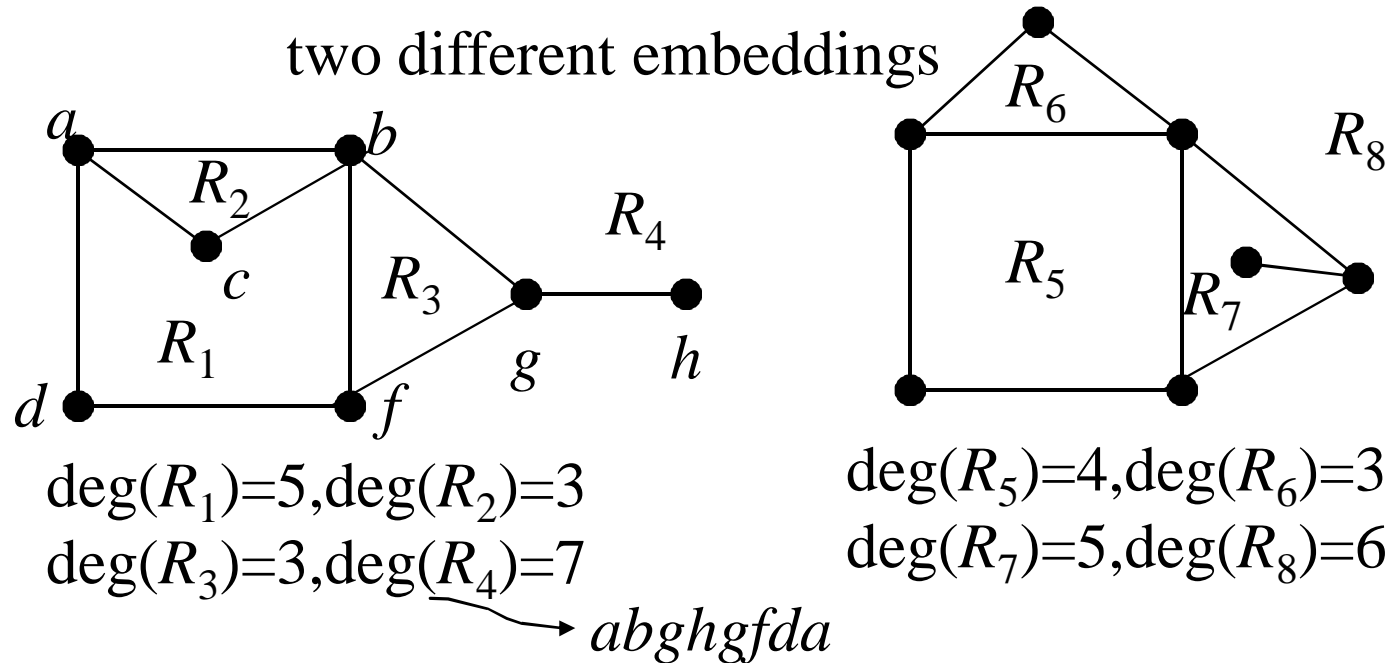 two different embeddings
a
b
R2
c
R1
R3
R4
d
f
g
h
deg(R1)=5,deg(R2)=3
deg(R3)=3,deg(R4)=7
abghgfda
R6
R8
R5
R7
deg(R5)=4,deg(R6)=3
deg(R7)=5,deg(R8)=6